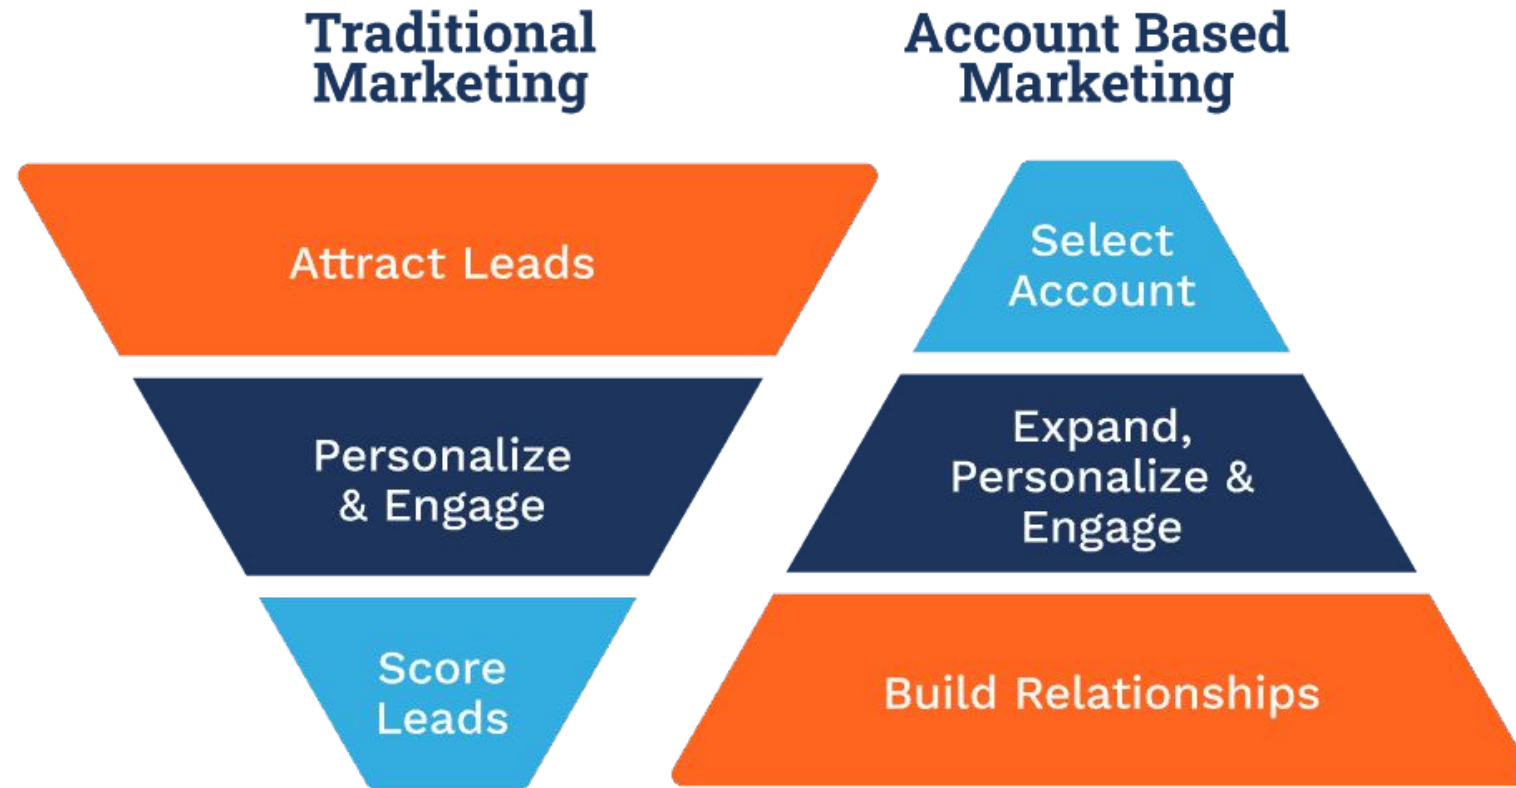 Traditional
Marketing
Attract Leads
Personalize
& Engage
Score
Leads
Account Based
Marketing
Select
Account
Expand,
Personalize &
Engage
Build Relationships